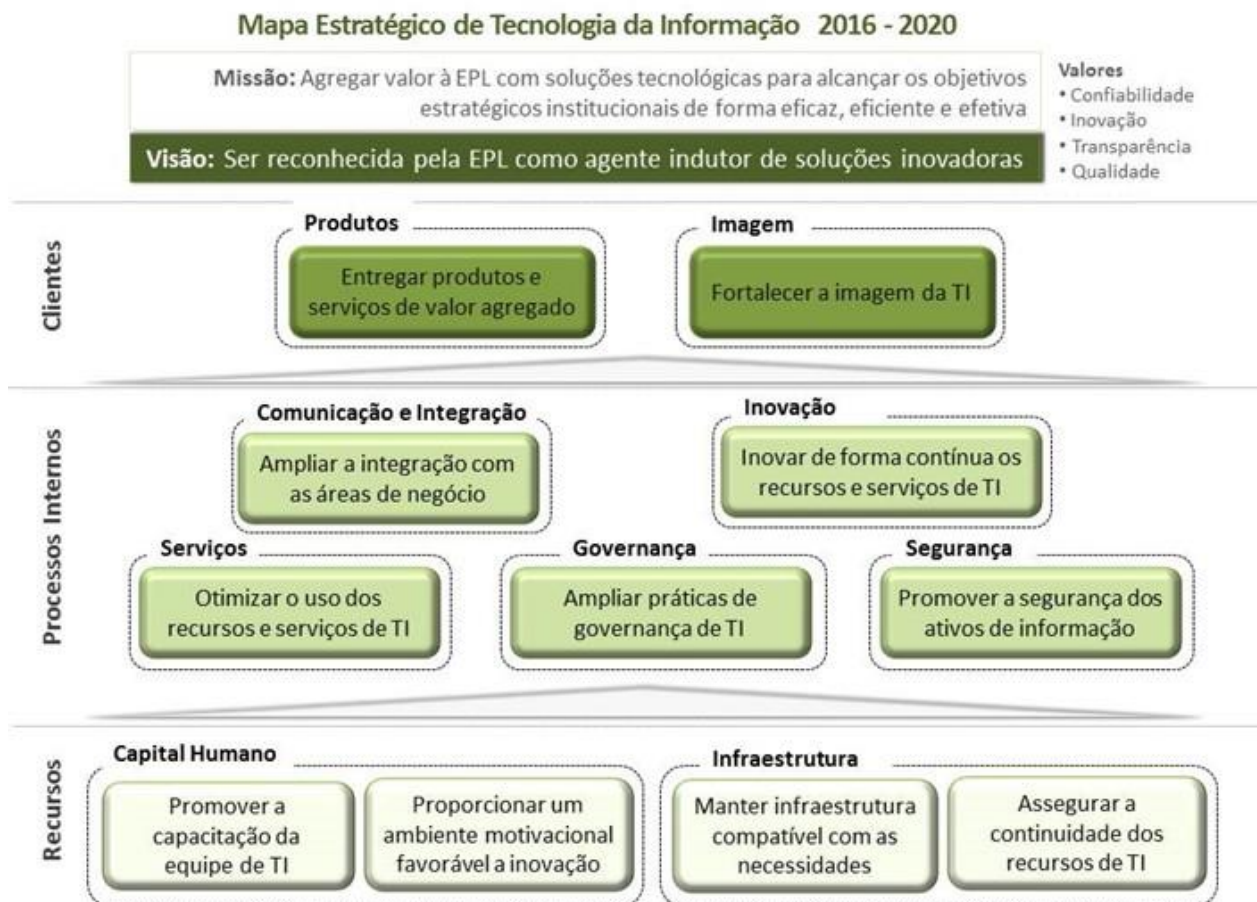 Mapa Estratégico de Tecnologia da Informação 2016 - 2020
Missão: Agregar valor à EPL com soluções tecnológicas para alcançar os objetivos
estratégicos institucionais de forma eficaz, eficiente e efetiva
Visão: Ser reconhecida pela EPL como agente indutor de soluções inovadoras
Valores
• Confiabilidade
• Inovação
• Transparência
• Qualidade
Clientes
Produtos
Entregar produtos e
serviços de valor agregado
Imagem
Fortalecer a imagem da TI
Processos Internos
Comunicação e Integração
Ampliar a integração com
as áreas de negócio
Inovação
Inovar de forma contínua os
recursos e serviços de TI
Serviços
Otimizar o uso dos
recursos e serviços de TI
Governança
Ampliar práticas de
governança de TI
Segurança
Promover a segurança dos
ativos de informação
Recursos
Capital Humano
Promover a
capacitação da
equipe de TI
Proporcionar um
ambiente motivacional
favorável a inovação
Infraestrutura
Manter infraestrutura
compatível com as
necessidades
Assegurar a
continuidade dos
recursos de TI